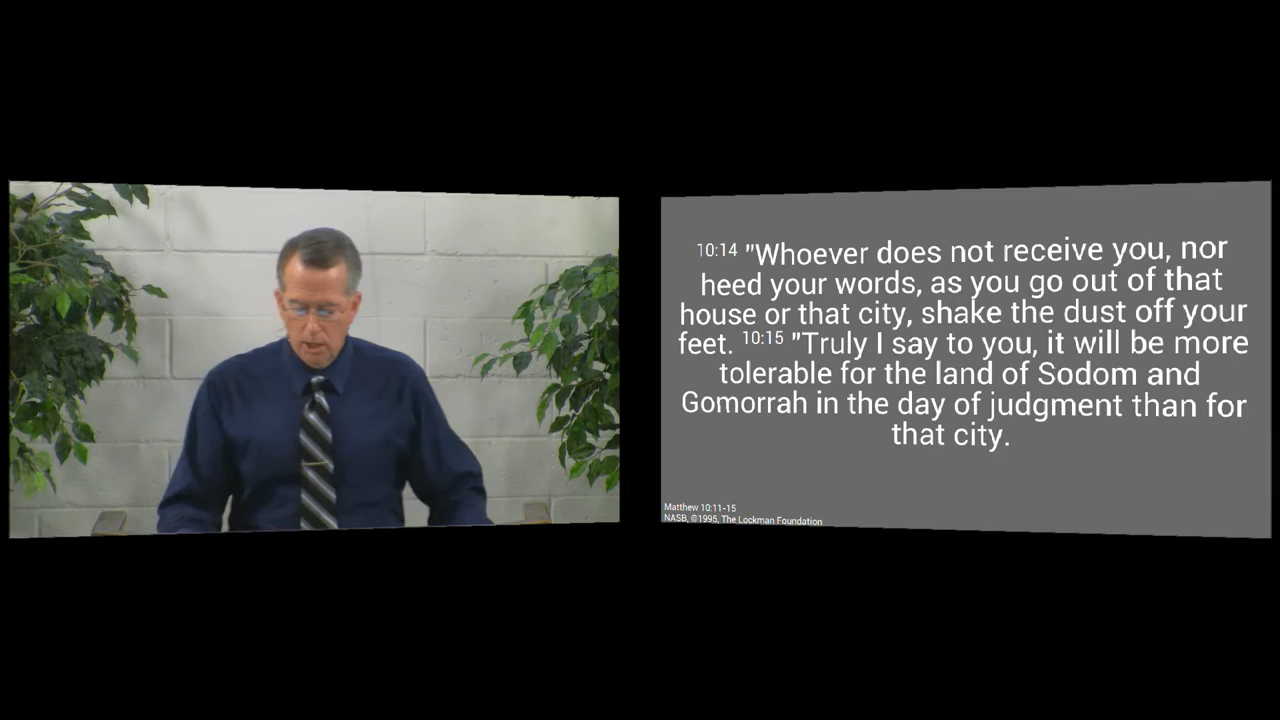 10:14 "Whoever does not receive you, nor
heed your words, as you go out of that
house or that city, shake the dust off your
feet. 10:15 "Truly I say to you, it will be more
tolerable for the land of Sodom and
Gomorrah in the day of judgment than for
that city.
Matthew 10:11-15
NASB, ©1995, The Lockman Foundation